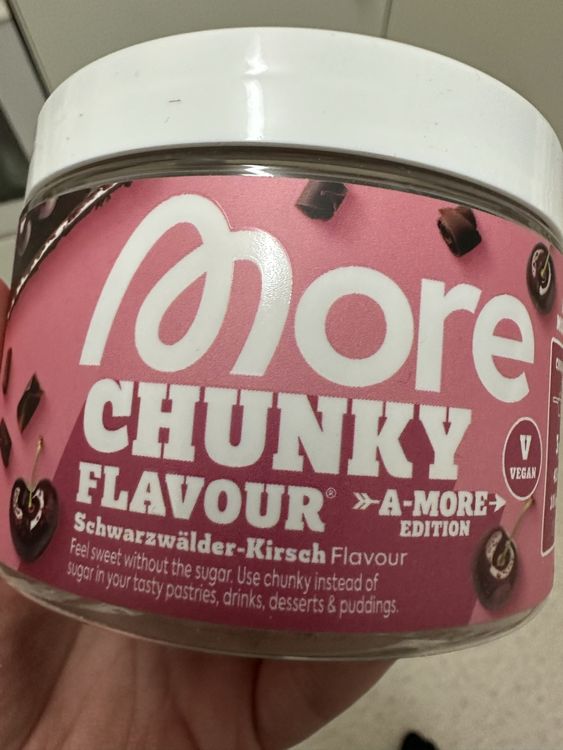 More
CHUNKY
FLAVOUR®
A-MORE
EDITION
V
VEGAN
Schwarzwälder-Kirsch Flavour
Feel sweet without the sugar. Use chunky instead of
sugar in your tasty pastries, drinks, desserts & puddings.